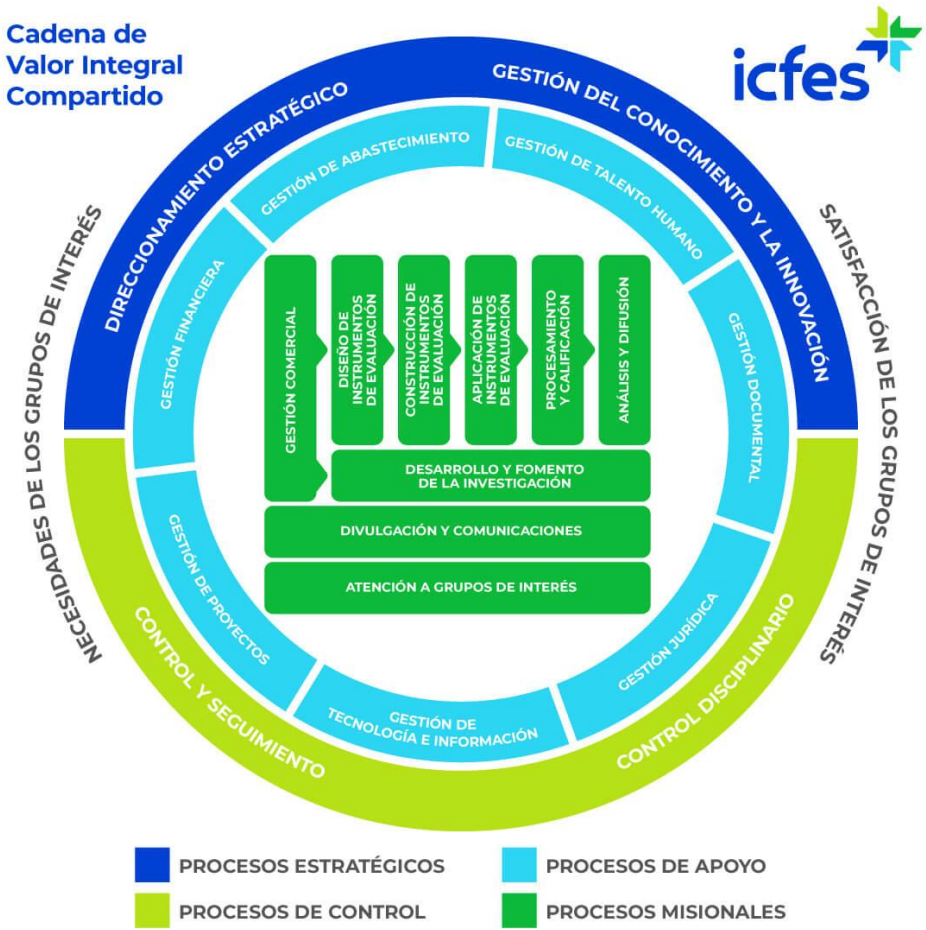 Cadena de
Valor Integral
Compartido
icfes
DIRECCIONAMIENTO ESTRATÉGICO
GESTIÓN DEL CONOCIMIENTO Y LA INNOVACIÓN
NECESIDADES DE LOS GRUPOS DE INTERÉS
SATISFACCIÓN DE LOS GRUPOS DE INTERÉS
GESTIÓN FINANCIERA
GESTIÓN DE ABASTECIMIENTO
GESTIÓN DE TALENTO HUMANO
GESTIÓN DOCUMENTAL
GESTIÓN JURÍDICA
GESTIÓN DE
TECNOLOGÍA E INFORMACIÓN
GESTIÓN DE PROYECTOS
GESTIÓN COMERCIAL
DISEÑO DE
INSTRUMENTOS
DE EVALUACIÓN
CONSTRUCCIÓN DE
INSTRUMENTOS
DE EVALUACIÓN
APLICACIÓN DE
INSTRUMENTOS
DE EVALUACIÓN
PROCESAMIENTO
Y CALIFICACIÓN
ANÁLISIS Y DIFUSIÓN
DESARROLLO Y FOMENTO
DE LA INVESTIGACIÓN
DIVULGACIÓN Y COMUNICACIONES
ATENCIÓN A GRUPOS DE INTERÉS
CONTROL Y SEGUIMIENTO
CONTROL DISCIPLINARIO
PROCESOS ESTRATÉGICOS
PROCESOS DE APOYO
PROCESOS DE CONTROL
PROCESOS MISIONALES